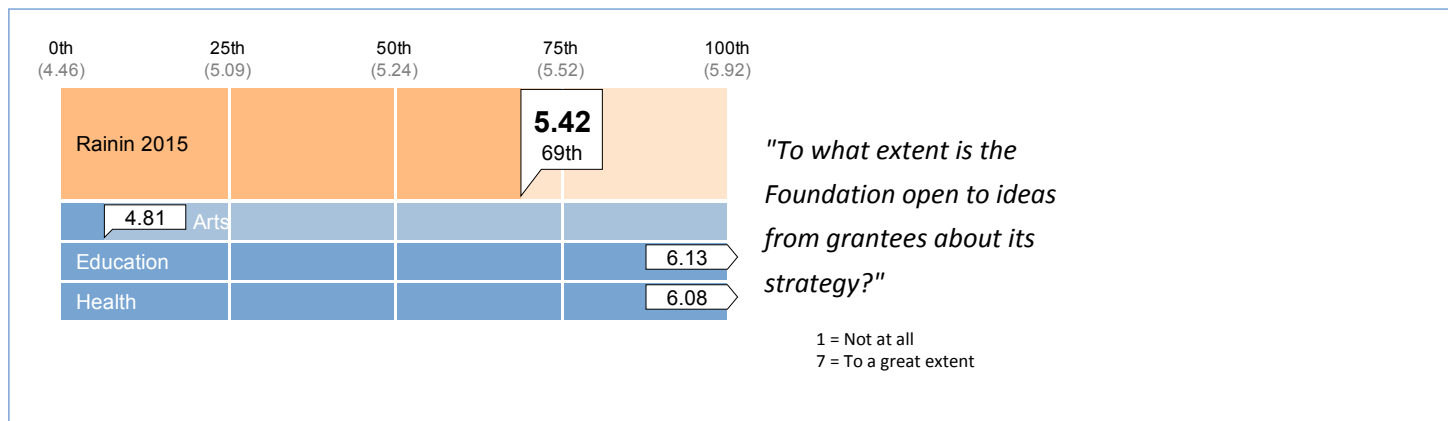 0th 25th 50th 75th 100th
(4.46) (5.09) (5.24) (5.52) (5.92)
Rainin 2015
5.42
69th
4.81 Arts
Education 6.13
Health 6.08
"To what extent is the
Foundation open to ideas
from grantees about its
strategy?"
1 = Not at all
7 = To a great extent